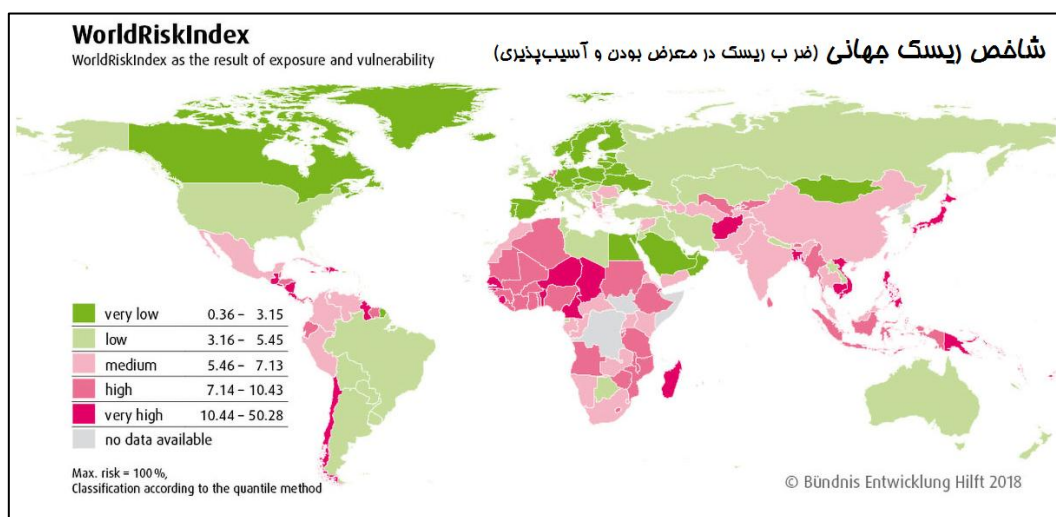 WorldRiskIndex
WorldRiskIndex as the result of exposure and vulnerability
شاخص ریسک جهانی (ضر ب ریسک در معرض بودن و آسیب‌پذیری)
very low 0.36 – 3.15
low 3.16 – 5.45
medium 5.46 – 7.13
high 7.14 – 10.43
very high 10.44 – 50.28
no data available
Max. risk = 100 %,
Classification according to the quantile method
© Bündnis Entwicklung Hilft 2018